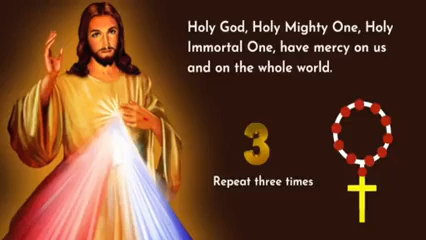 Holy God, Holy Mighty One, Holy
Immortal One, have mercy on us
and on the whole world.
3
Repeat three times